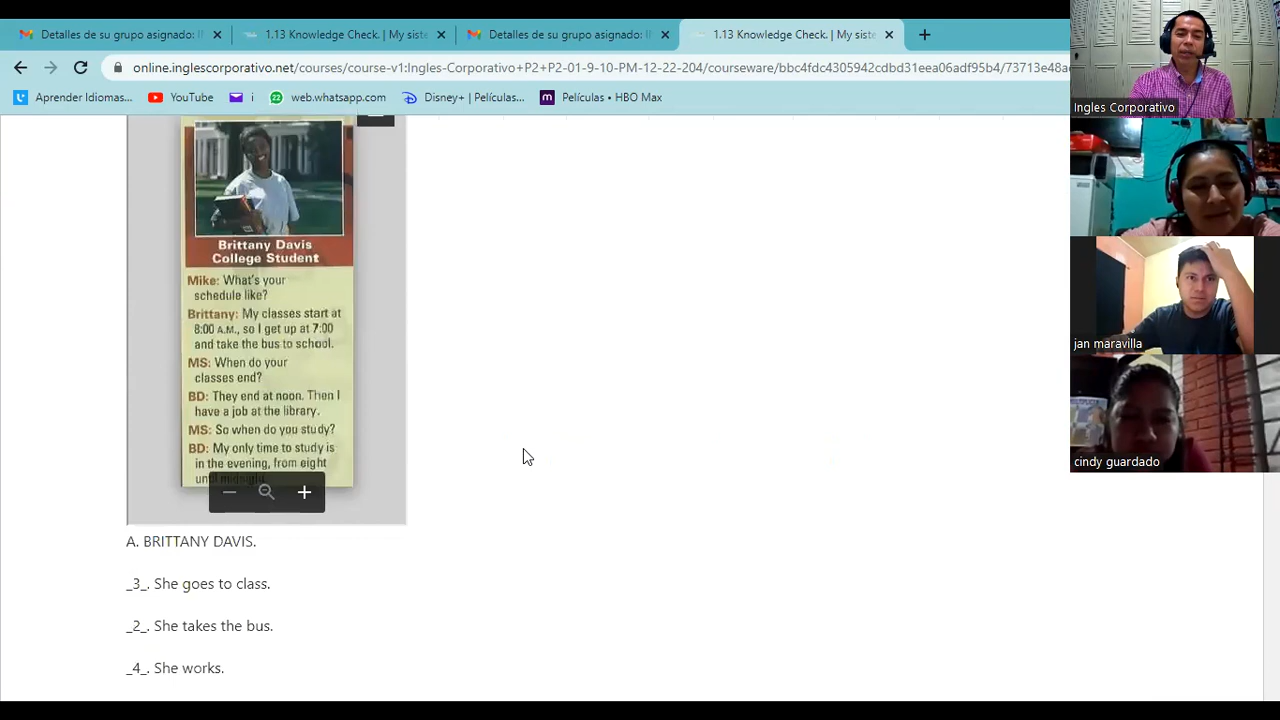 Detalles de su grupo asignado: I
1.13 Knowledge Check. | My siste
Detalles de su grupo asignado: I
1.13 Knowledge Check. | My siste
online.inglescorporativo.net/courses/course-v1:Ingles-Corporativo+P2+P2-01-9-10-PM-12-22-204/courseware/bbc4fdc4305942cdbd31eea06adf95b4/73713e48a
Aprender Idiomas...
YouTube
i
22
web.whatsapp.com
Disney+ | Películas,...
Películas • HBO Max
Brittany Davis
College Student
Mike: What's your
schedule like?
Brittany: My classes start at
8:00 A.M., so I get up at 7:00
and take the bus to school.
MS: When do your
classes end?
BD: They end at noon. Then I
have a job at the library.
MS: So when do you study?
BD: My only time to study is
in the evening, from eight
until midnight.
A. BRITTANY DAVIS.
_3_. She goes to class.
_2_. She takes the bus.
_4_. She works.
Ingles Corporativo
jan maravilla
cindy guardado